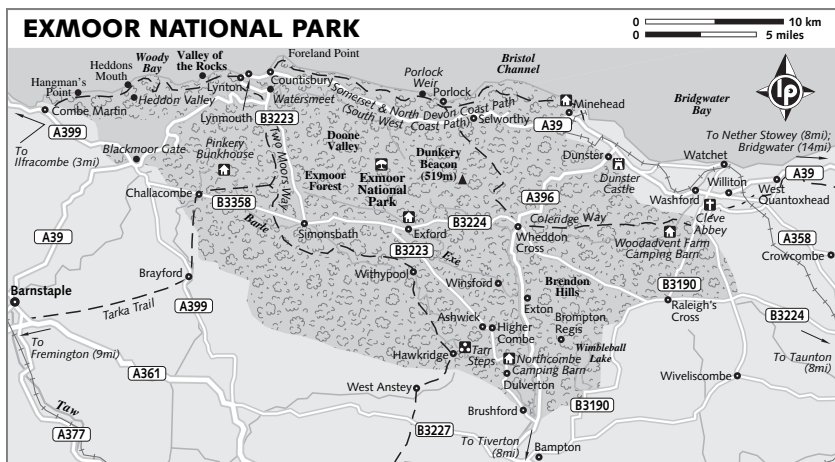 EXMOOR NATIONAL PARK
0 10 km
0 5 miles
Foreland Point
Valley of
the Rocks
Woody
Bay
Heddons
Mouth
Hangman's
Point
Combe Martin
Heddon Valley
Lynton
Countisbury
Watersmeet
Lynmouth
B3223
Porlock
Weir
Porlock
Bristol
Channel
Somerset & North Devon Coast Path
(South West Coast Path)
Selworthy
Minehead
A39
Bridgwater
Bay
lp
To Nether Stowey (8mi);
Bridgwater (14mi)
A399
To
Ilfracombe (3mi)
Blackmoor Gate
Pinkery
Bunkhouse
Two Moors Way
Doone
Valley
Exmoor
Forest
Exmoor
National
Park
Dunkery
Beacon
(519m)
Dunster
Dunster
Castle
Watchet
Williton
A39
Washford
West
Quantoxhead
Cleve
Abbey
Challacombe
B3358
Barle
Simonsbath
Exford
B3224
A396
Coleridge Way
Wheddon
Cross
Woodadvent Farm
Camping Barn
A358
Crowcombe
A39
B3223
Exe
Withypool
Winsford
Brayford
Barnstaple
Tarka Trail
A399
Brendon
Hills
B3190
Raleigh's
Cross
B3224
Exton
Ashwick
Higher
Combe
Brompton
Regis
To
Fremington (9mi)
Hawkridge
Tarr
Steps
Northcombe
Camping Barn
Wimbleball
Lake
To Taunton
(8mi)
A361
West Anstey
Dulverton
Wiveliscombe
Brushford
B3190
Taw
A377
B3227
To Tiverton
(8mi)
Bampton